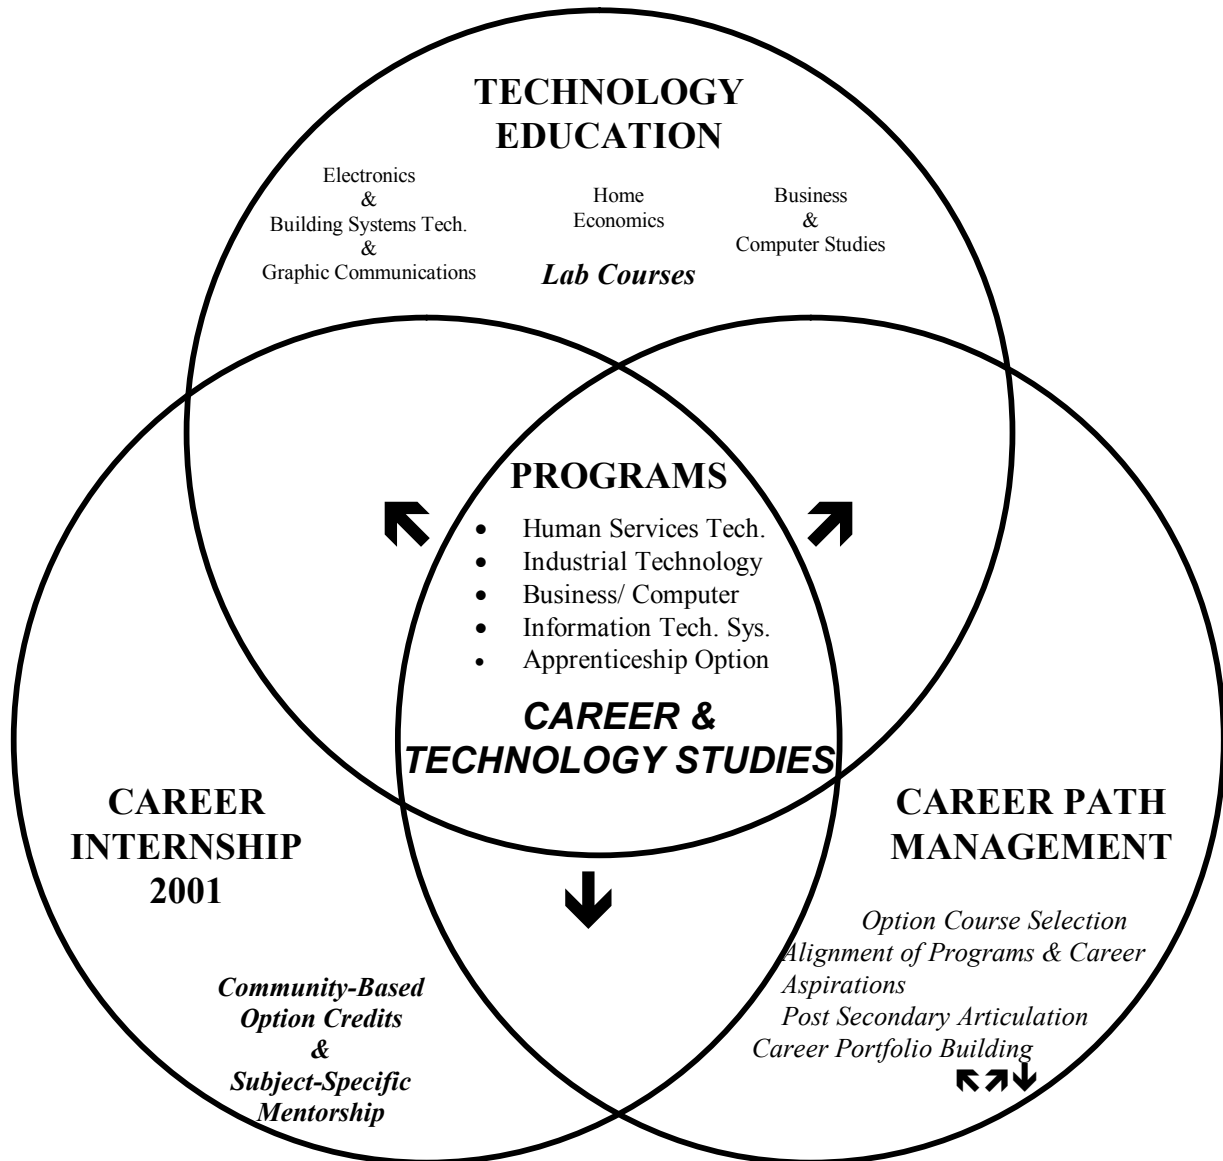 TECHNOLOGY
EDUCATION
Electronics
&
Building Systems Tech.
&
Graphic Communications
Home
Economics
Business
&
Computer Studies
Lab Courses
PROGRAMS
• Human Services Tech.
• Industrial Technology
• Business/ Computer
• Information Tech. Sys.
• Apprenticeship Option
CAREER &
TECHNOLOGY STUDIES
CAREER
INTERNSHIP
2001
Community-Based
Option Credits
&
Subject-Specific
Mentorship
CAREER PATH
MANAGEMENT
Option Course Selection
Alignment of Programs & Career
Aspirations
Post Secondary Articulation
Career Portfolio Building